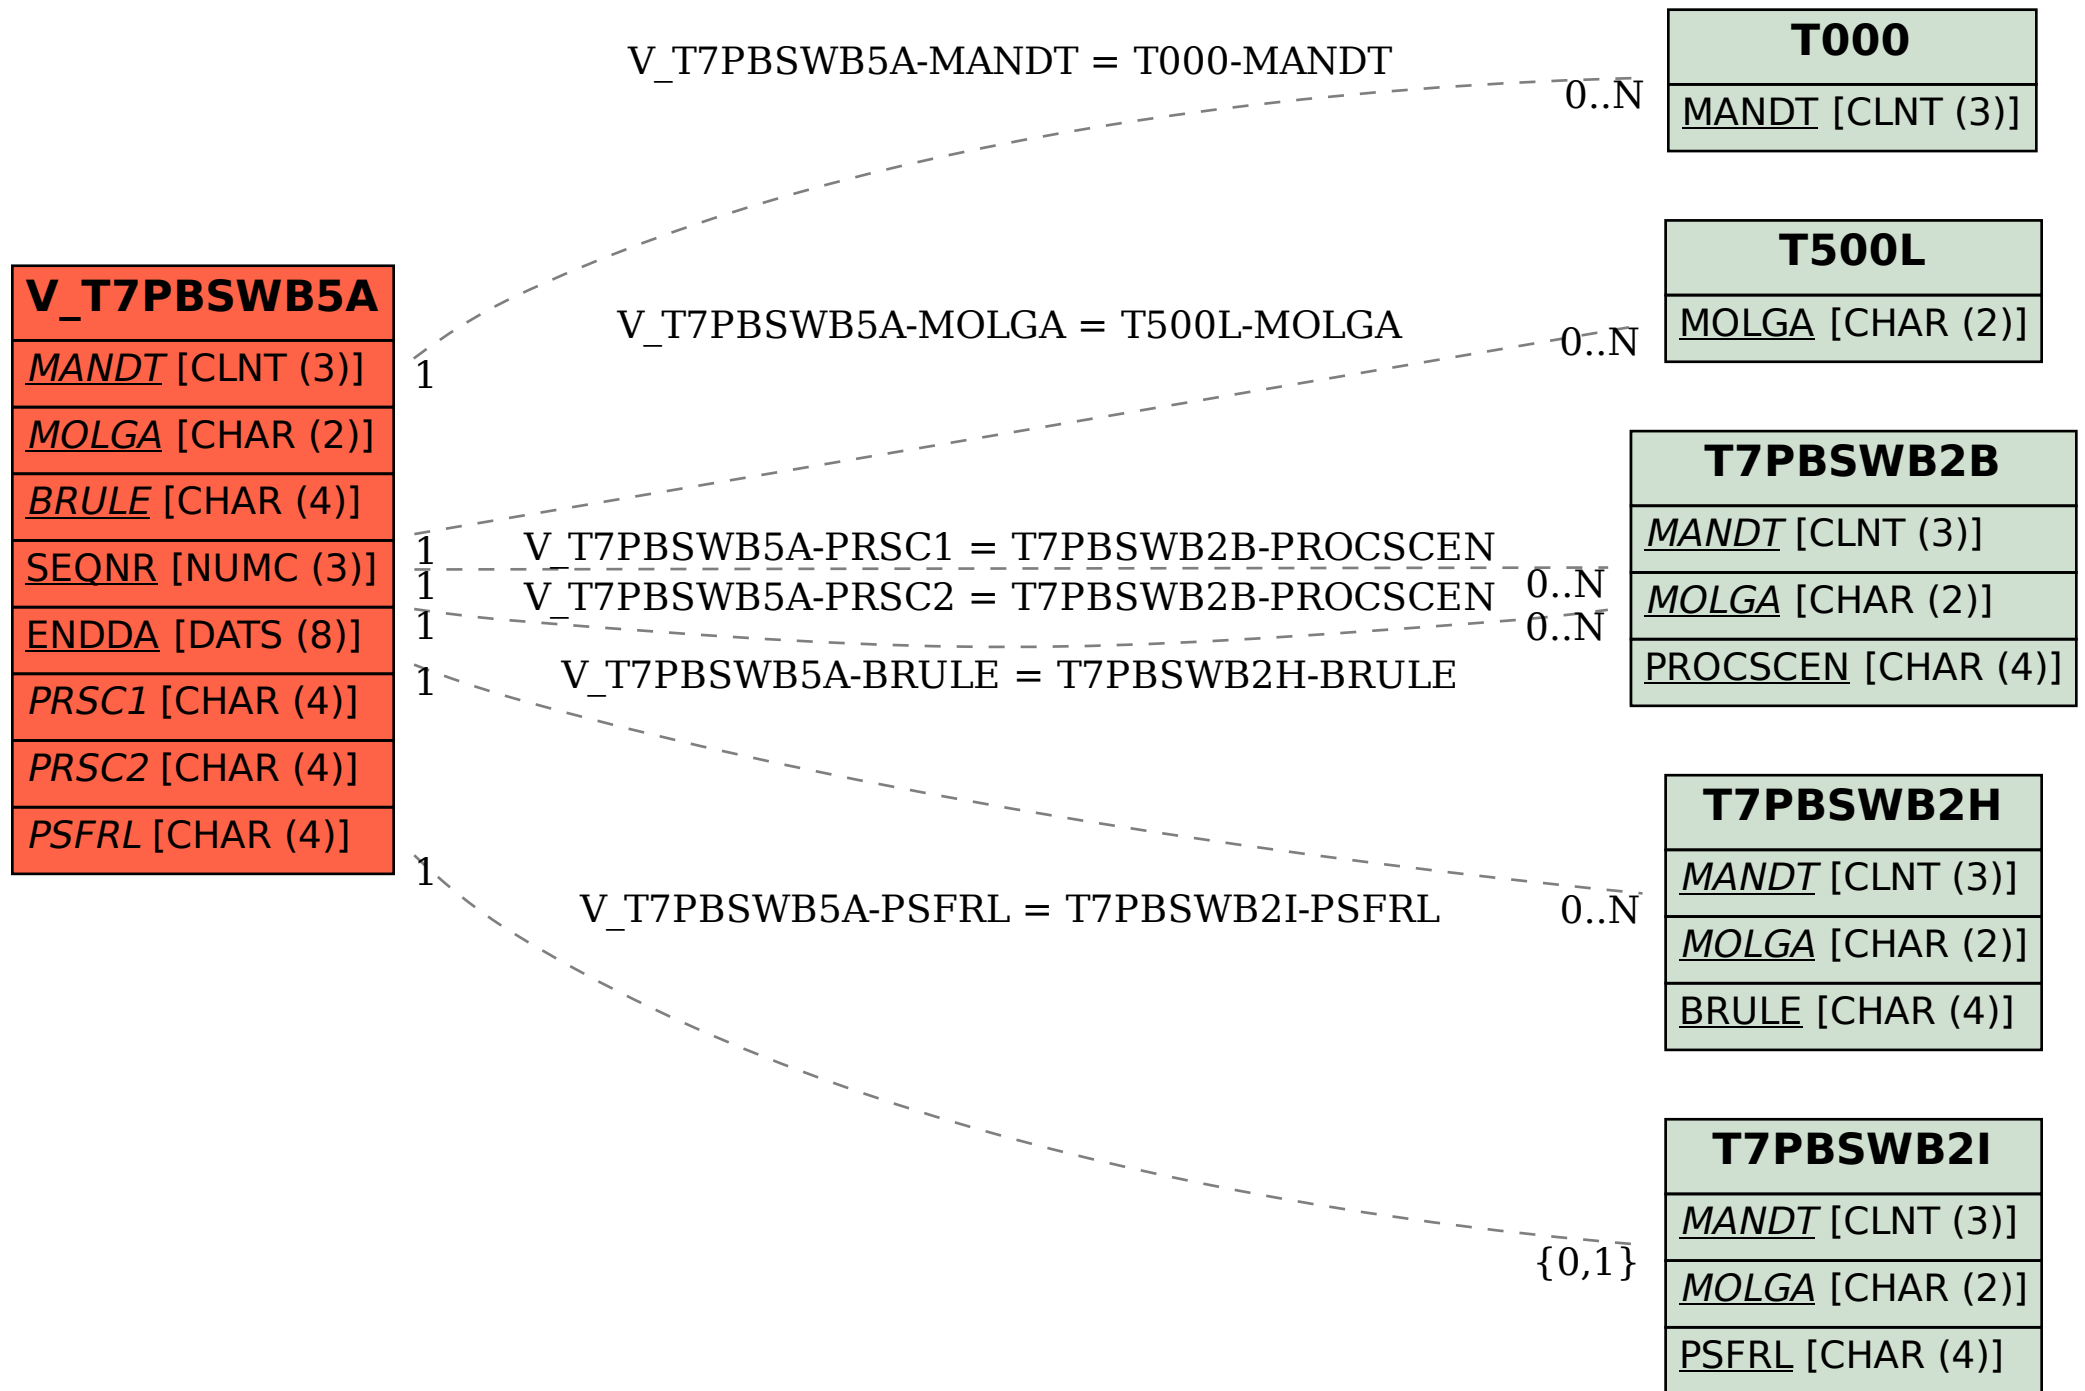 V_T7PBSWB5A
MANDT [CLNT (3)]
MOLGA [CHAR (2)]
BRULE [CHAR (4)]
SEQNR [NUMC (3)]
ENDDA [DATS (8)]
PRSC1 [CHAR (4)]
PRSC2 [CHAR (4)]
PSFRL [CHAR (4)]
V_T7PBSWB5A-MANDT = T000-MANDT
0..N
1
V_T7PBSWB5A-MOLGA = T500L-MOLGA
0..N
1
V_T7PBSWB5A-PRSC1 = T7PBSWB2B-PROCSCEN
0..N
1
V_T7PBSWB5A-PRSC2 = T7PBSWB2B-PROCSCEN
0..N
1
V_T7PBSWB5A-BRULE = T7PBSWB2H-BRULE
0..N
1
V_T7PBSWB5A-PSFRL = T7PBSWB2I-PSFRL
{0,1}
1
T000
MANDT [CLNT (3)]
T500L
MOLGA [CHAR (2)]
T7PBSWB2B
MANDT [CLNT (3)]
MOLGA [CHAR (2)]
PROCSCEN [CHAR (4)]
T7PBSWB2H
MANDT [CLNT (3)]
MOLGA [CHAR (2)]
BRULE [CHAR (4)]
T7PBSWB2I
MANDT [CLNT (3)]
MOLGA [CHAR (2)]
PSFRL [CHAR (4)]